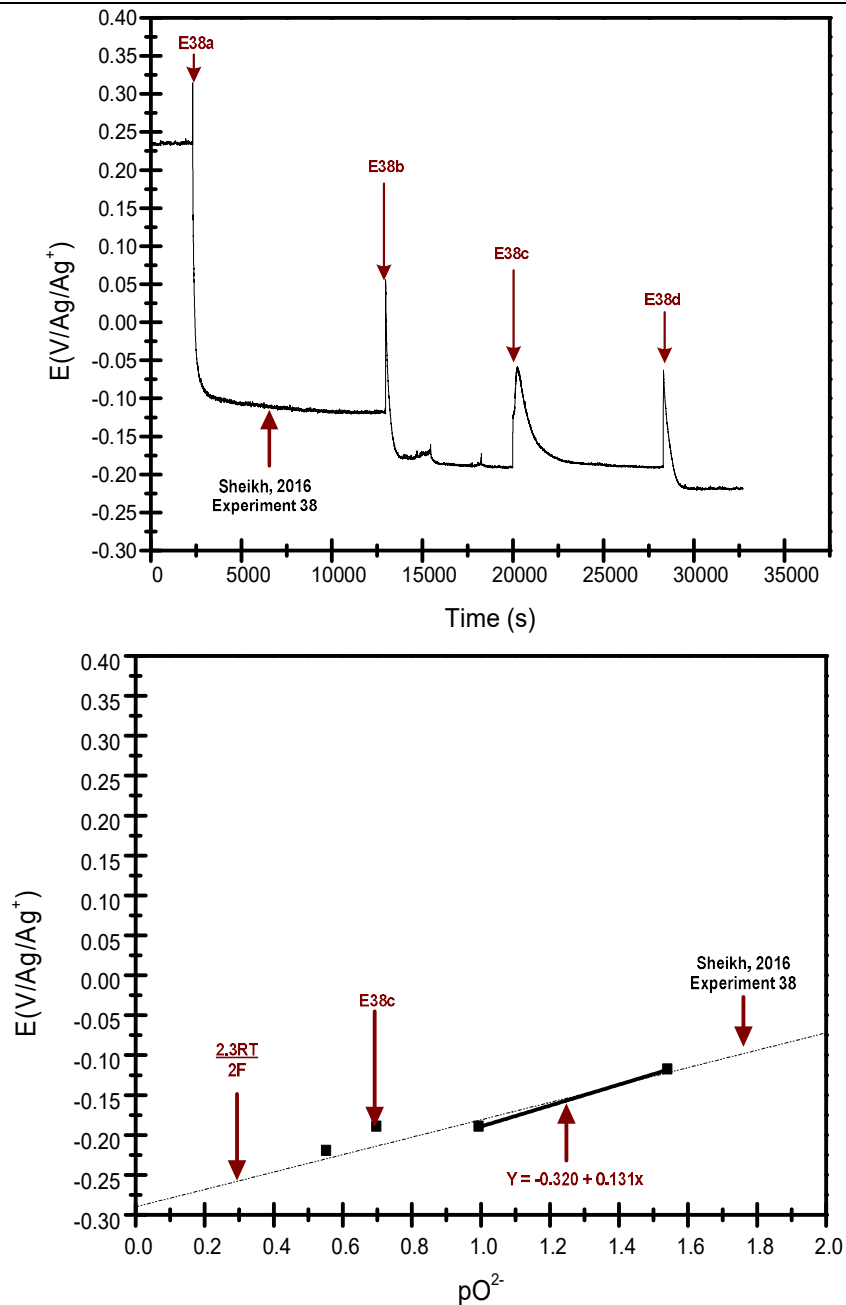 0.40
0.35
0.30
0.25
0.20
0.15
0.10
0.05
0.00
-0.05
-0.10
-0.15
-0.20
-0.25
-0.30
E(V/Ag/Ag⁺)
E38a
E38b
E38c
E38d
Sheikh, 2016
Experiment 38
0 5000 10000 15000 20000 25000 30000 35000
Time (s)
0.40
0.35
0.30
0.25
0.20
0.15
0.10
0.05
0.00
-0.05
-0.10
-0.15
-0.20
-0.25
-0.30
E(V/Ag/Ag⁺)
Sheikh, 2016
Experiment 38
E38c
2.3RT
2F
Y = -0.320 + 0.131x
0.0 0.2 0.4 0.6 0.8 1.0 1.2 1.4 1.6 1.8 2.0
pO²⁻